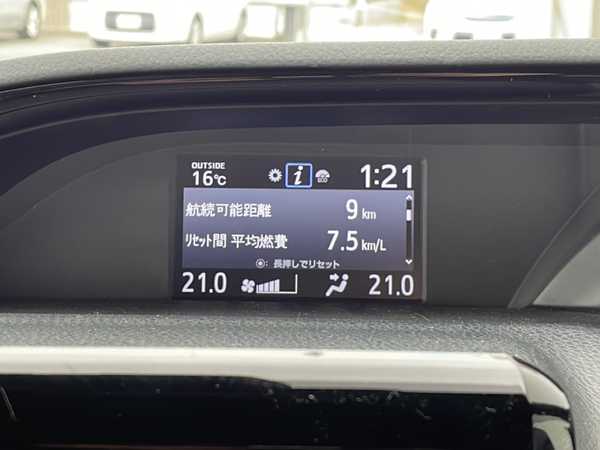 OUTSIDE
16℃ i ECO 1:21
航続可能距離 9 km
ﾘｾｯﾄ間 平均燃費 7.5 km/L
: 長押しでリセット
21.0 21.0